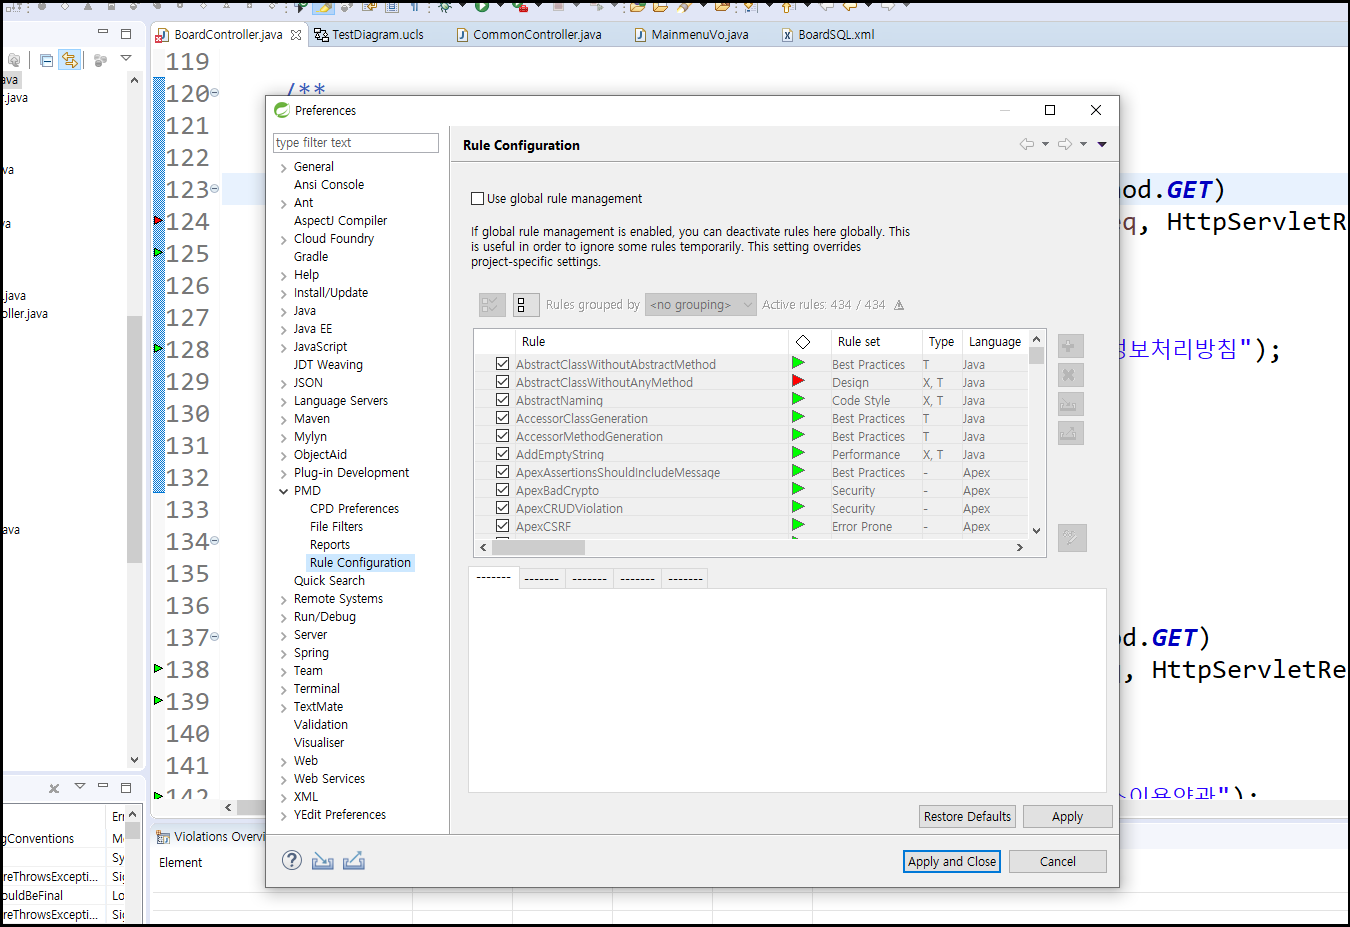 BoardController.java
TestDiagram.ucls
CommonController.java
MainmenuVo.java
BoardSQL.xml
ava
r.java
va
va
.java
oller.java
ava
119
120
/**
121
122
123
od.GET)
124
eq, HttpServletR
125
126
127
128
정보처리방침");
129
130
131
132
133
134
135
136
137
od.GET)
138
, HttpServletRe
139
140
141
142
이용약관");
Preferences
type filter text
General
Ansi Console
Ant
AspectJ Compiler
Cloud Foundry
Gradle
Help
Install/Update
Java
Java EE
JavaScript
JDT Weaving
JSON
Language Servers
Maven
Mylyn
ObjectAid
Plug-in Development
PMD
CPD Preferences
File Filters
Reports
Rule Configuration
Quick Search
Remote Systems
Run/Debug
Server
Spring
Team
Terminal
TextMate
Validation
Visualiser
Web
Web Services
XML
YEdit Preferences
Rule Configuration
Use global rule management
If global rule management is enabled, you can deactivate rules here globally. This
is useful in order to ignore some rules temporarily. This setting overrides
project-specific settings.
Rules grouped by <no grouping> Active rules: 434 / 434
Rule Rule set Type Language
AbstractClassWithoutAbstractMethod Best Practices T Java
AbstractClassWithoutAnyMethod Design X, T Java
AbstractNaming Code Style X, T Java
AccessorClassGeneration Best Practices T Java
AccessorMethodGeneration Best Practices T Java
AddEmptyString Performance X, T Java
ApexAssertionsShouldIncludeMessage Best Practices - Apex
ApexBadCrypto Security - Apex
ApexCRUDViolation Security - Apex
ApexCSRF Error Prone - Apex
------- ------- ------- ------- -------
Restore Defaults
Apply
Apply and Close
Cancel
Err
gConventions M
Sy
reThrowsExcepti... Si
ouldBeFinal Lo
reThrowsExcepti... Si
Violations Overvi
Element